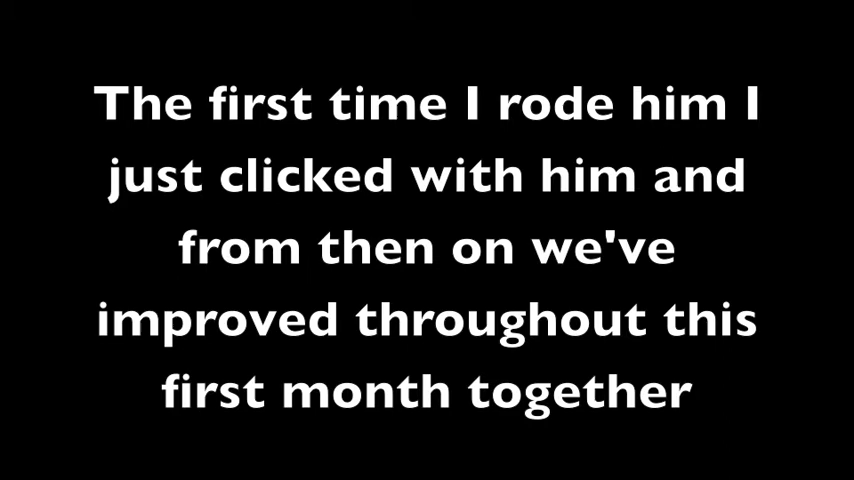 The first time I rode him I
just clicked with him and
from then on we've
improved throughout this
first month together